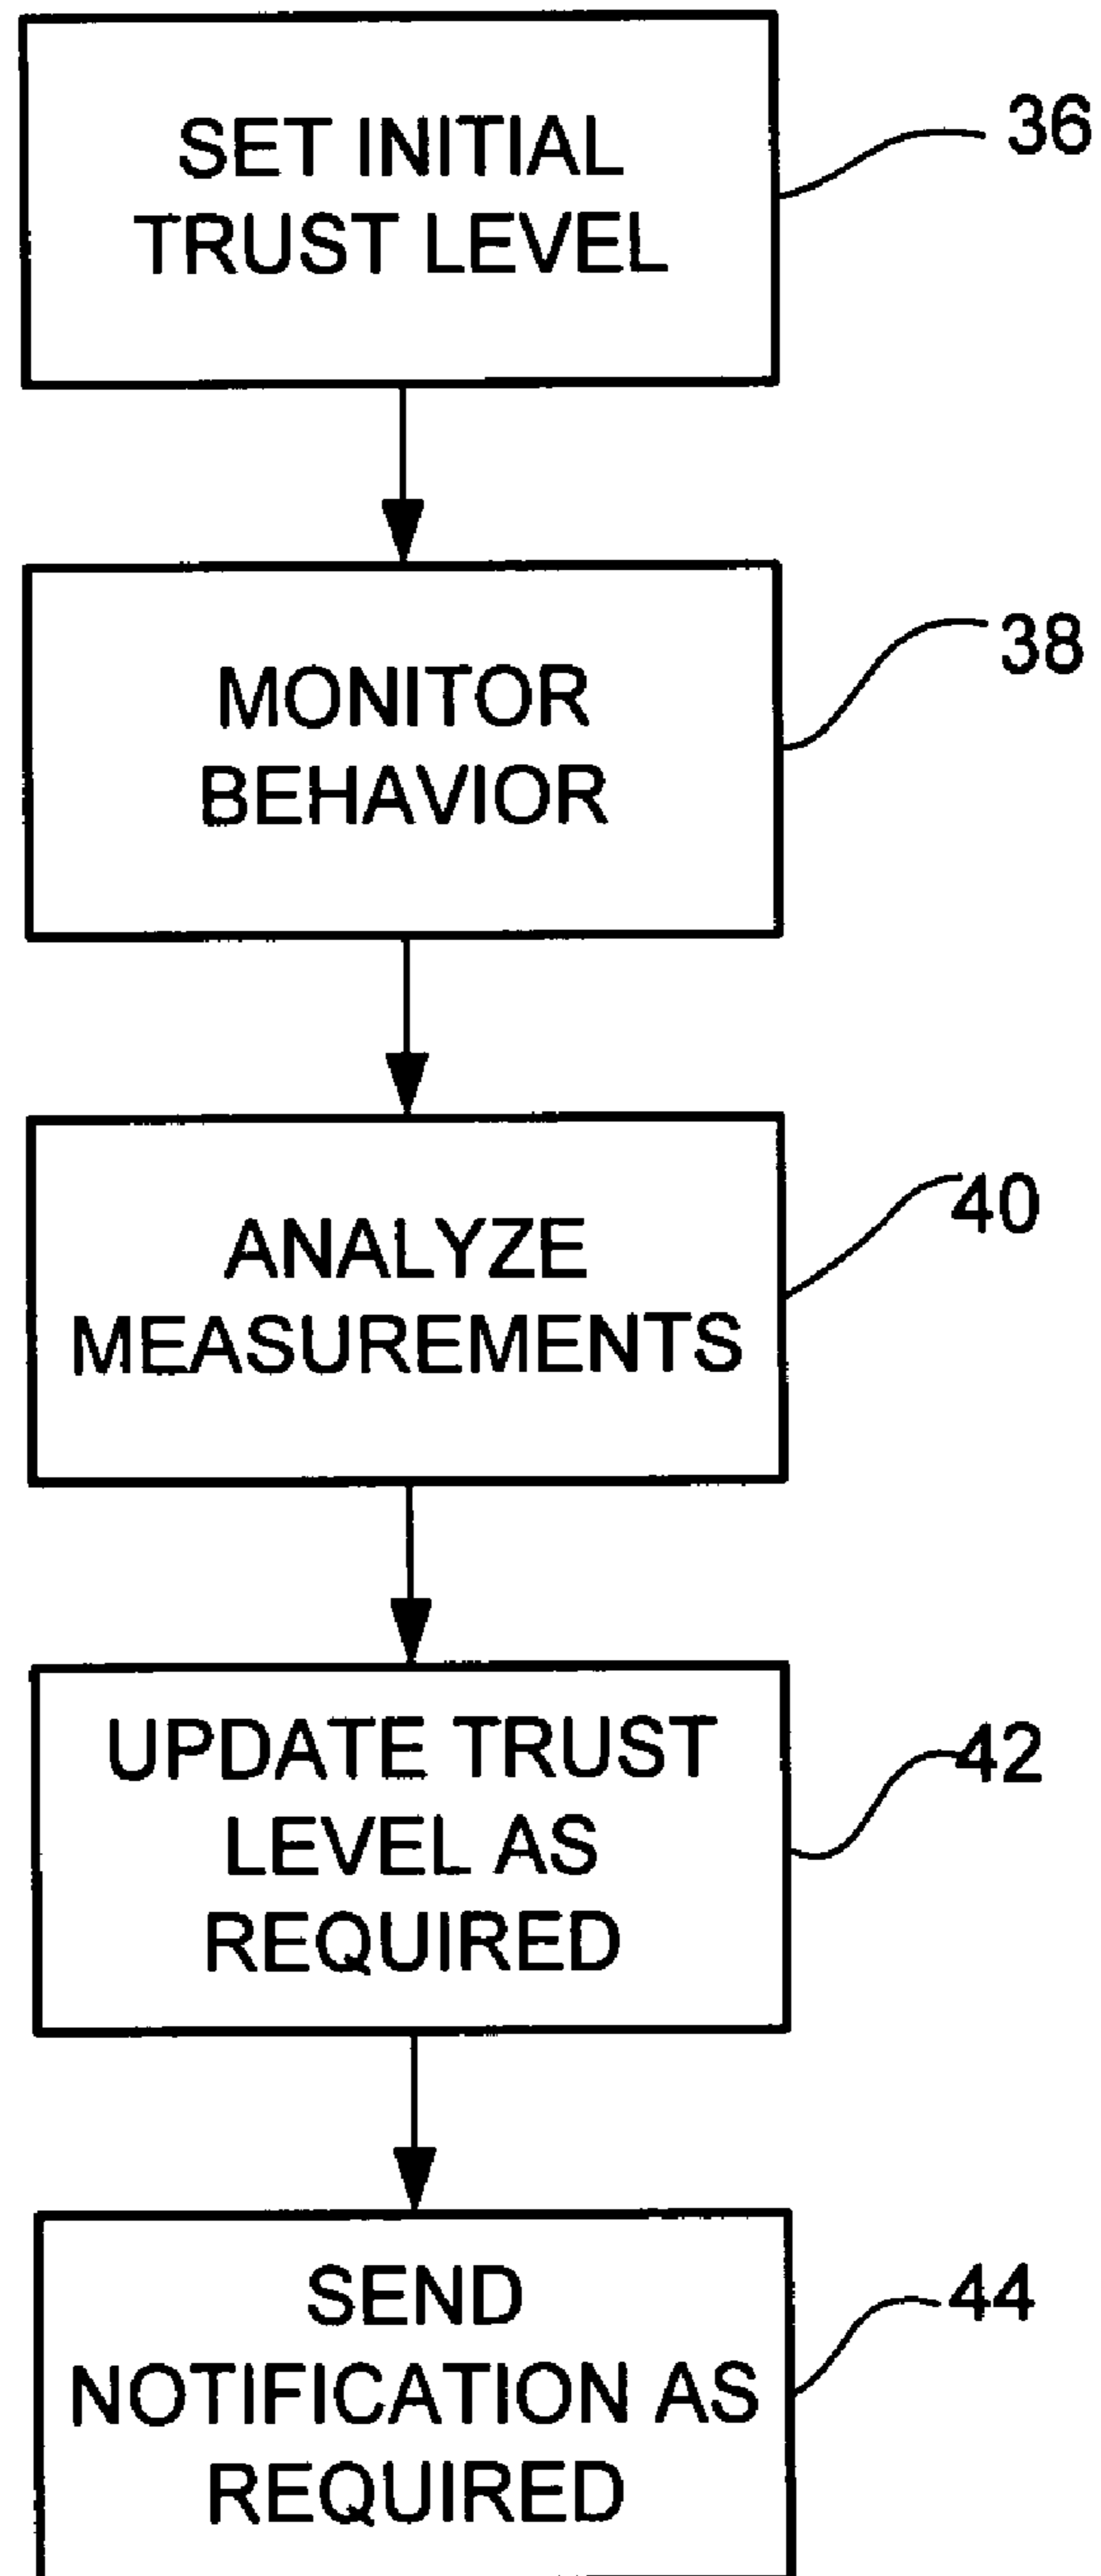 SET INITIAL
TRUST LEVEL
36
MONITOR
BEHAVIOR
38
ANALYZE
MEASUREMENTS
40
UPDATE TRUST
LEVEL AS
REQUIRED
42
SEND
NOTIFICATION AS
REQUIRED
44